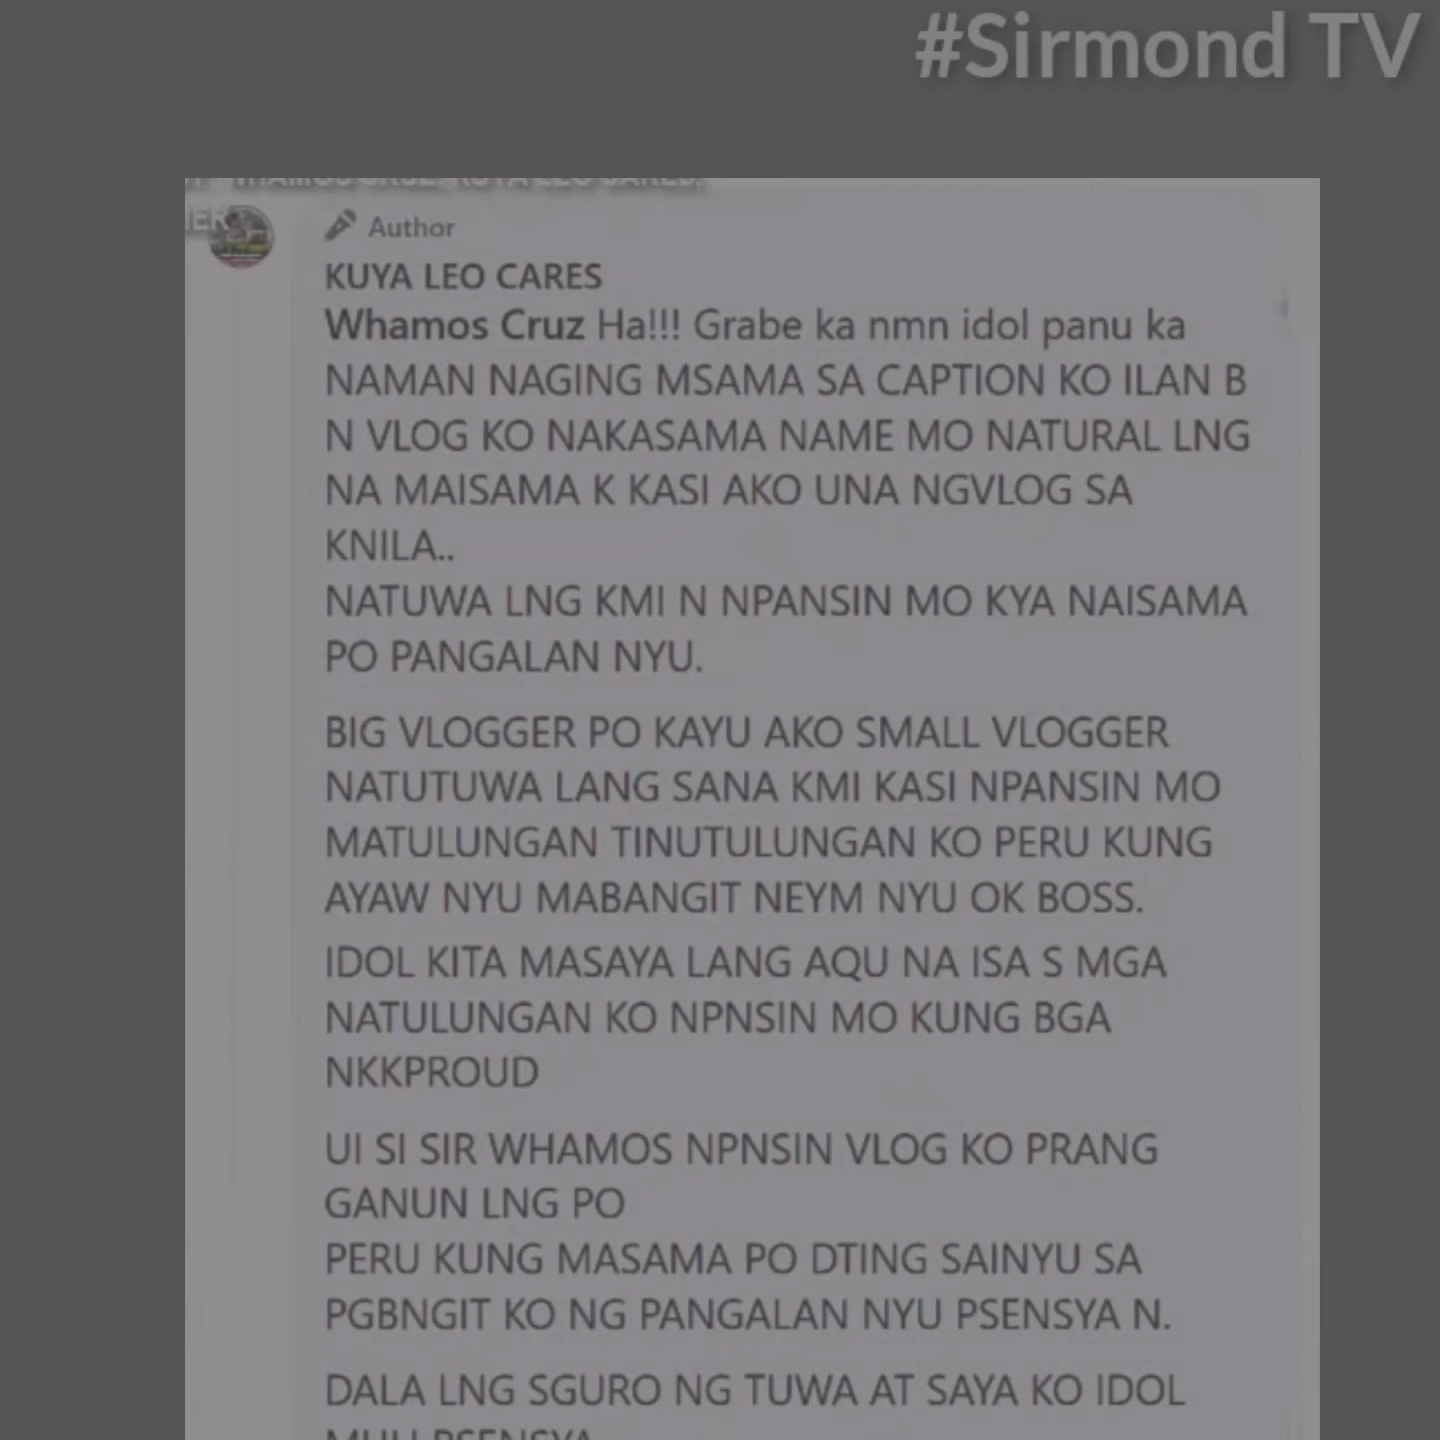 #Sirmond TV
Author
KUYA LEO CARES
Whamos Cruz Ha!!! Grabe ka nmn idol panu ka
NAMAN NAGING MSAMA SA CAPTION KO ILAN B
N VLOG KO NAKASAMA NAME MO NATURAL LNG
NA MAISAMA K KASI AKO UNA NGVLOG SA
KNILA..
NATUWA LNG KMI N NPANSIN MO KYA NAISAMA
PO PANGALAN NYU.
BIG VLOGGER PO KAYU AKO SMALL VLOGGER
NATUTUWA LANG SANA KMI KASI NPANSIN MO
MATULUNGAN TINUTULUNGAN KO PERU KUNG
AYAW NYU MABANGIT NEYM NYU OK BOSS.
IDOL KITA MASAYA LANG AQU NA ISA S MGA
NATULUNGAN KO NPNSIN MO KUNG BGA
NKKPROUD
UI SI SIR WHAMOS NPNSIN VLOG KO PRANG
GANUN LNG PO
PERU KUNG MASAMA PO DTING SAINYU SA
PGBNGIT KO NG PANGALAN NYU PSENSYA N.
DALA LNG SGURO NG TUWA AT SAYA KO IDOL